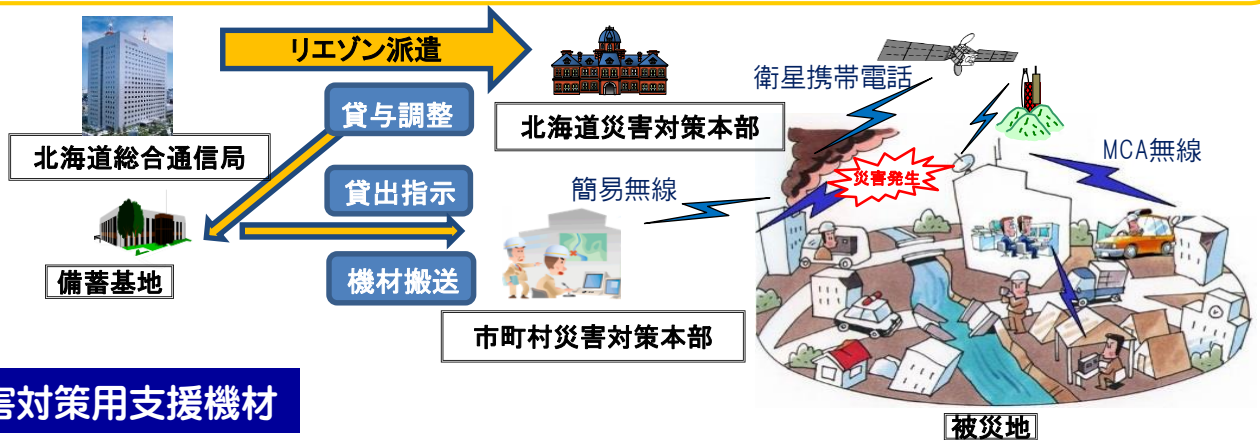 リエゾン派遣
衛星携帯電話
貸与調整
北海道災害対策本部
北海道総合通信局
MCA無線
災害発生
貸出指示
簡易無線
備蓄基地
機材搬送
市町村災害対策本部
害対策用支援機材
被災地